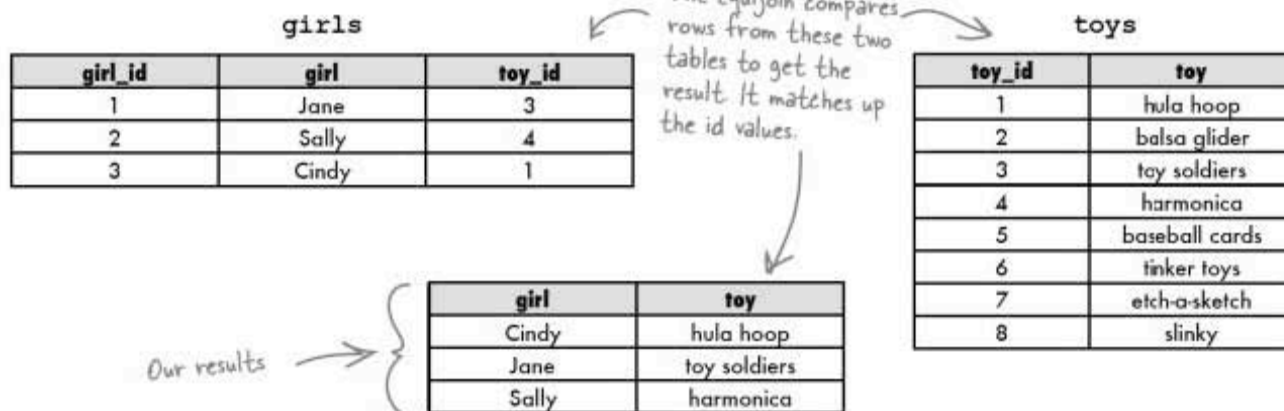 girls
girl_id girl toy_id
1 Jane 3
2 Sally 4
3 Cindy 1
equijoin compares
rows from these two
tables to get the
result. It matches up
the id values.
toys
toy_id toy
1 hula hoop
2 balsa glider
3 toy soldiers
4 harmonica
5 baseball cards
6 tinker toys
7 etch-a-sketch
8 slinky
Our results
girl toy
Cindy hula hoop
Jane toy soldiers
Sally harmonica